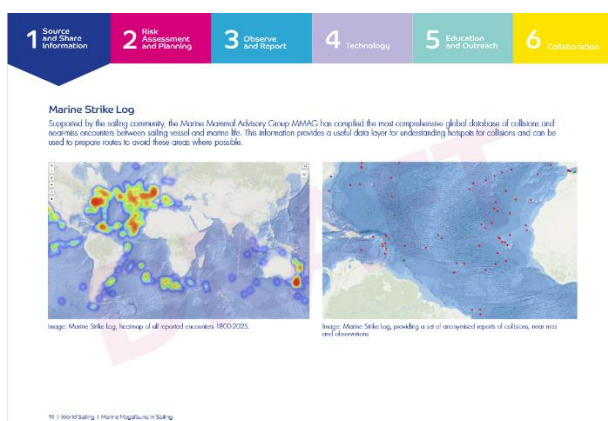 1 Source
and Share
Information
2 Risk
Assessment
and Planning
3 Observe
and Report
4 Technology
5 Education
and Outreach
6 Collaboration
Marine Strike Log
Supported by the sailing community, the Marine Mammal Advisory Group MMAG has compiled the most comprehensive global database of collisions and
near-miss encounters between sailing vessel and marine life. This information provides a useful data layer for understanding hotspots for collisions and can be
used to prepare routes to avoid these areas where possible.
DRAFT
Image: Marine Strike Log, heatmap of all reported encounters 1800-2025.
Image: Marine Strike Log, providing a set of anonymised reports of collisions, near miss
and observations
| World Sailing | Marine Megafauna in Sailing